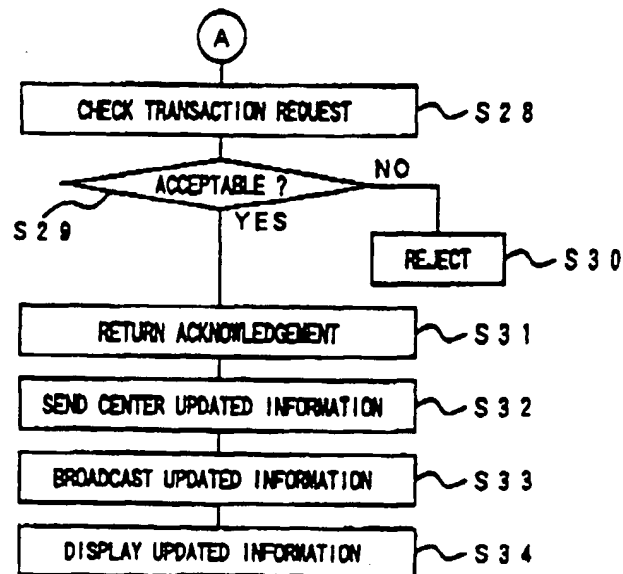 A
CHECK TRANSACTION REQUEST
S28
ACCEPTABLE ?
NO
S29
YES
REJECT
S30
RETURN ACKNOWLEDGEMENT
S31
SEND CENTER UPDATED INFORMATION
S32
BROADCAST UPDATED INFORMATION
S33
DISPLAY UPDATED INFORMATION
S34